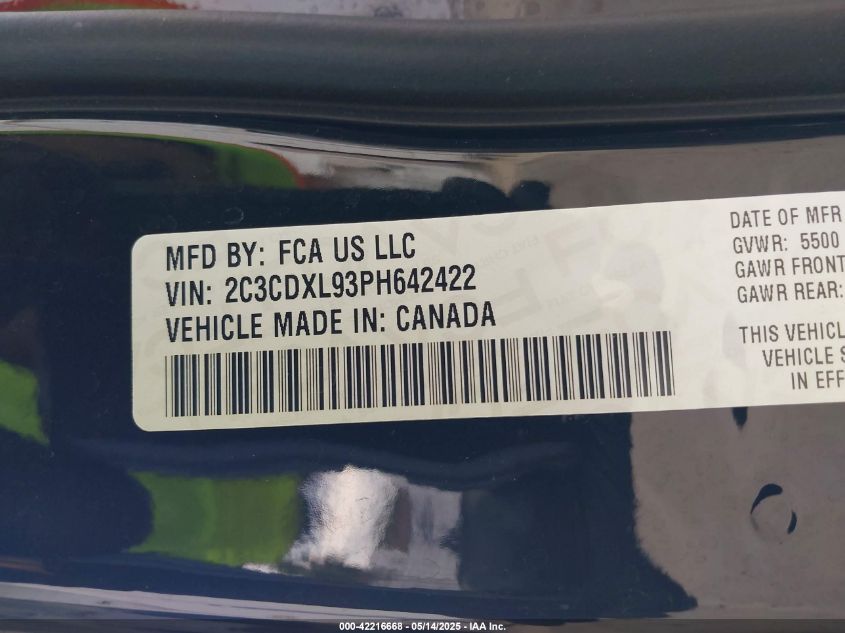 MFD BY: FCA US LLC
VIN: 2C3CDXL93PH642422
VEHICLE MADE IN: CANADA
DATE OF MFR
GVWR: 5500
GAWR FRONT
GAWR REAR:
THIS VEHICL
VEHICLE S
IN EFF
000-42216668 - 05/14/2025 - IAA Inc.